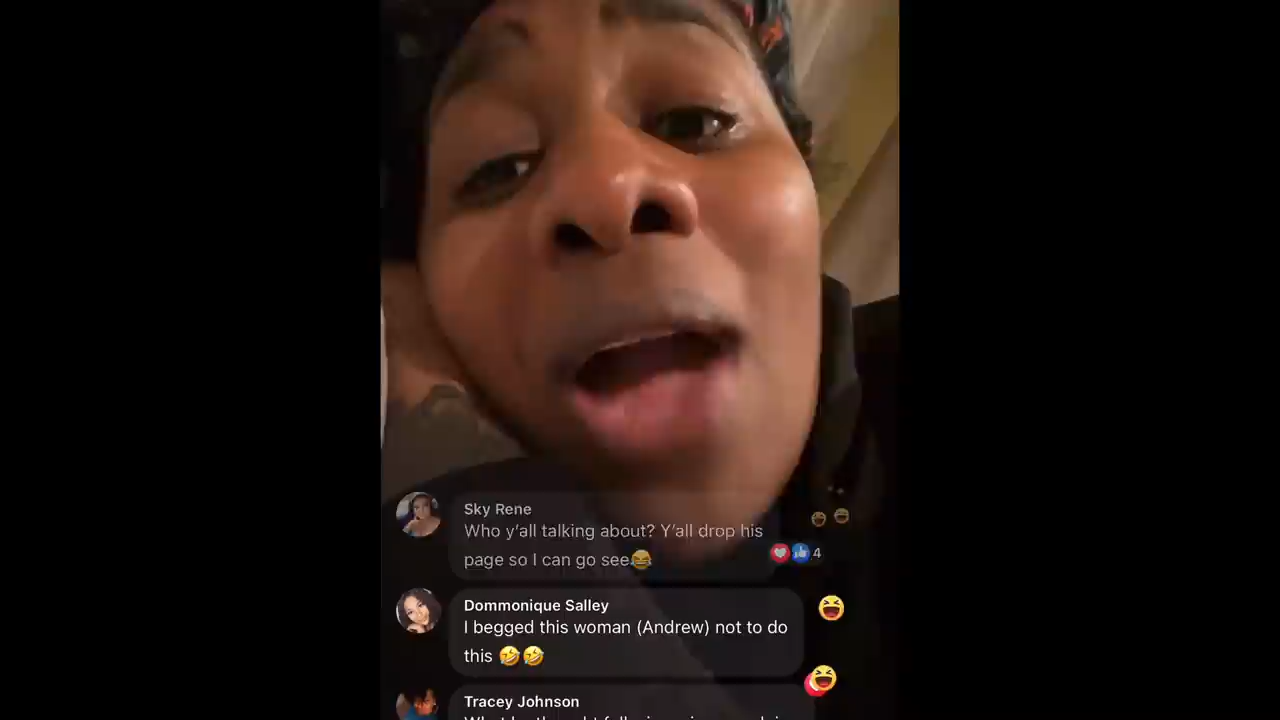 Sky Rene
Who y'all talking about? Y'all drop his
page so I can go see😂
4
Dommonique Salley
I begged this woman (Andrew) not to do
this 🤣🤣
Tracey Johnson